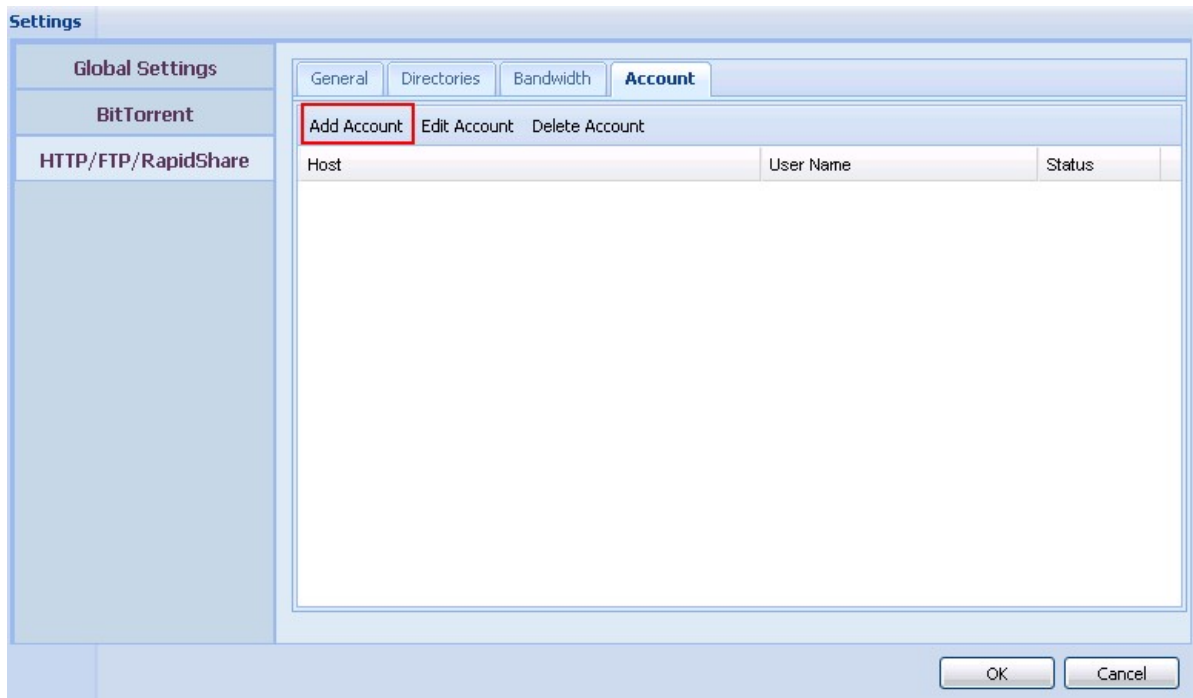 Settings
Global Settings
BitTorrent
HTTP/FTP/RapidShare
General Directories Bandwidth Account
Add Account Edit Account Delete Account
Host User Name Status
OK Cancel